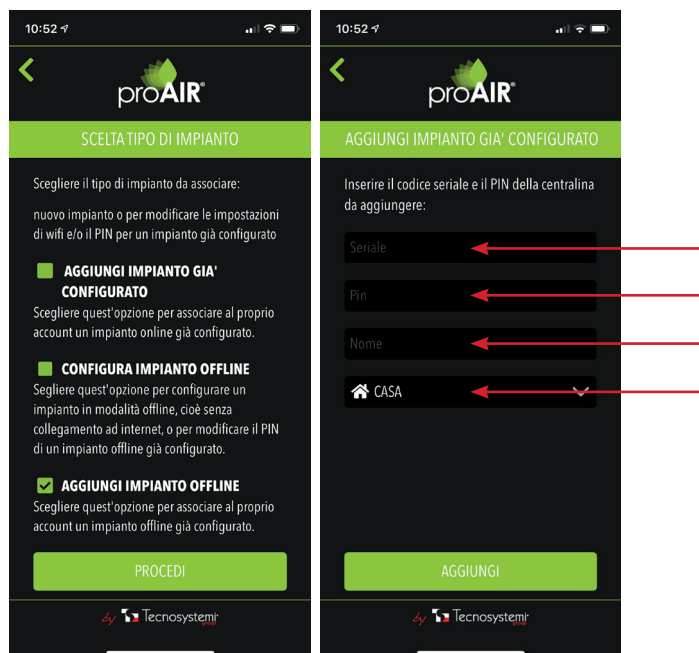 10:52
proAIR®
SCELTA TIPO DI IMPIANTO
Scegliere il tipo di impianto da associare:
nuovo impianto o per modificare le impostazioni
di wifi e/o il PIN per un impianto già configurato
AGGIUNGI IMPIANTO GIA'
CONFIGURATO
Scegliere quest'opzione per associare al proprio
account un impianto online già configurato.
CONFIGURA IMPIANTO OFFLINE
Segliere quest'opzione per configurare un
impianto in modalità offline, cioè senza
collegamento ad internet, o per modificare il PIN
di un impianto offline già configurato.
AGGIUNGI IMPIANTO OFFLINE
Scegliere quest'opzione per associare al proprio
account un impianto offline già configurato.
PROCEDI
by Tecnosystemi
group
10:52
proAIR®
AGGIUNGI IMPIANTO GIA' CONFIGURATO
Inserire il codice seriale e il PIN della centralina
da aggiungere:
Seriale
Pin
Nome
CASA
AGGIUNGI
by Tecnosystemi
group